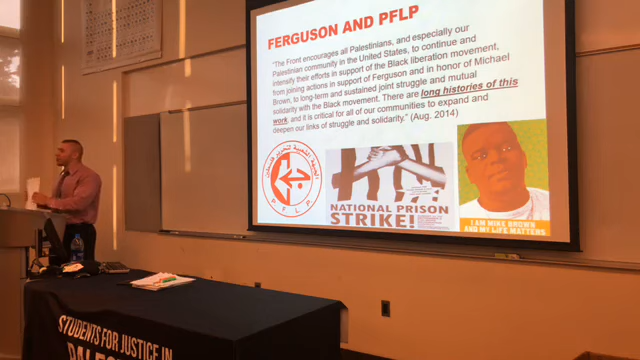 FERGUSON AND PFLP
"The Front encourages all Palestinians, and especially our
Palestinian community in the United States, to continue and
intensify their efforts in support of the Black liberation movement,
from joining actions in support of Ferguson and in honor of Michael
Brown, to long-term and sustained joint struggle and mutual
solidarity with the Black movement. There are long histories of this
work, and it is critical for all of our communities to expand and
deepen our links of struggle and solidarity." (Aug. 2014)
الجبهة الشعبية لتحرير فلسطين
P.F.L.P.
NATIONAL PRISON
STRIKE!
I AM MIKE BROWN
AND MY LIFE MATTERS
STUDENTS FOR JUSTICE IN